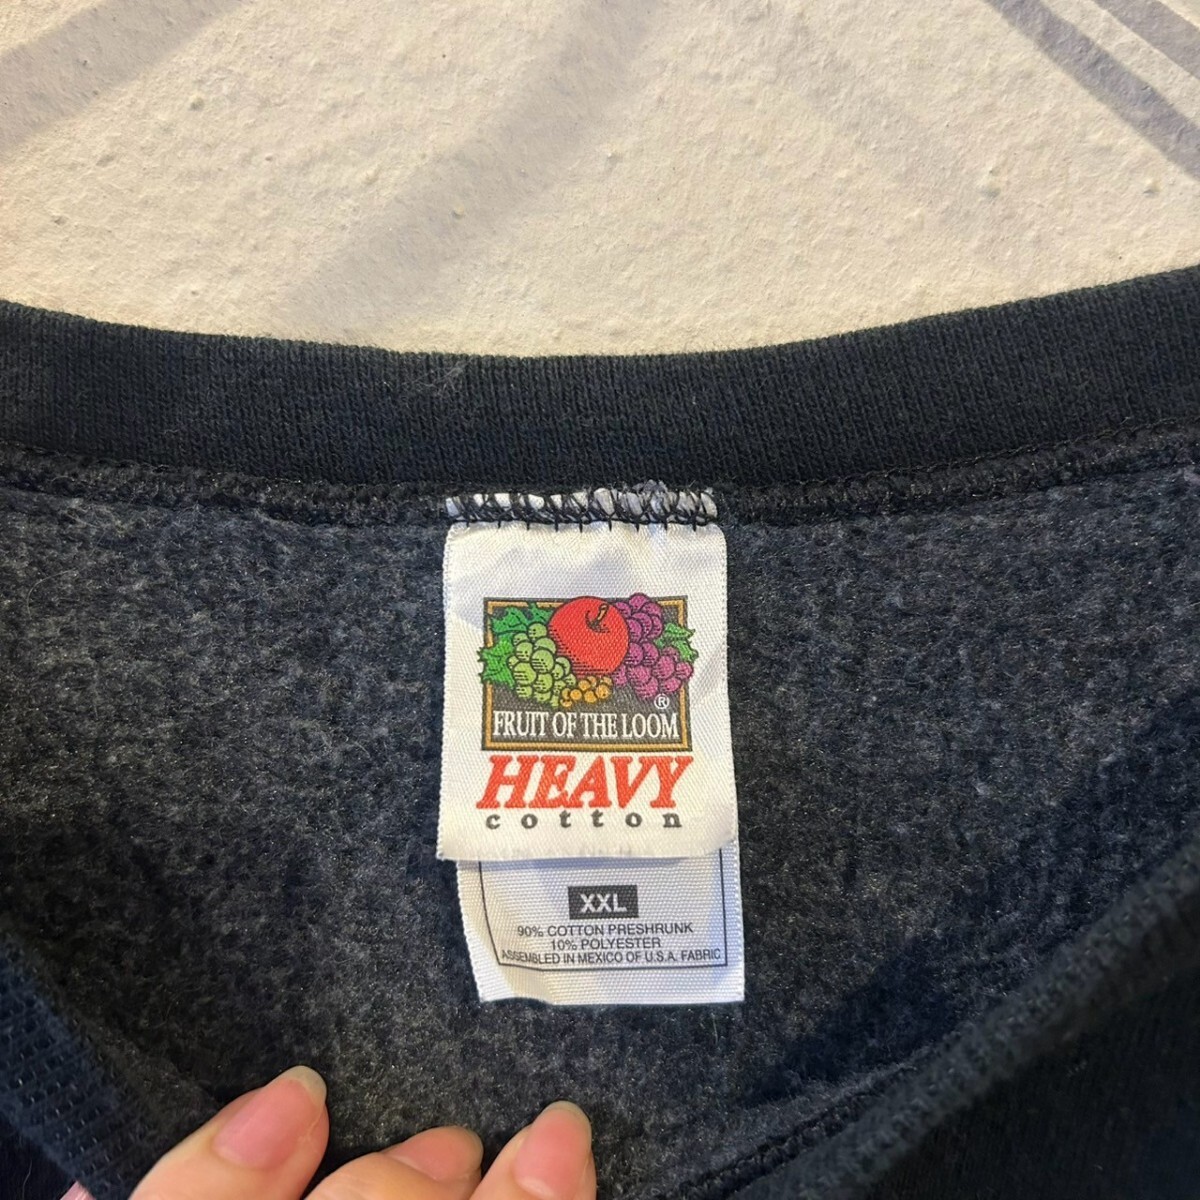 ®
FRUIT OF THE LOOM
HEAVY
cotton
XXL
90% COTTON PRESHRUNK
10% POLYESTER
ASSEMBLED IN MEXICO OF U.S.A. FABRIC